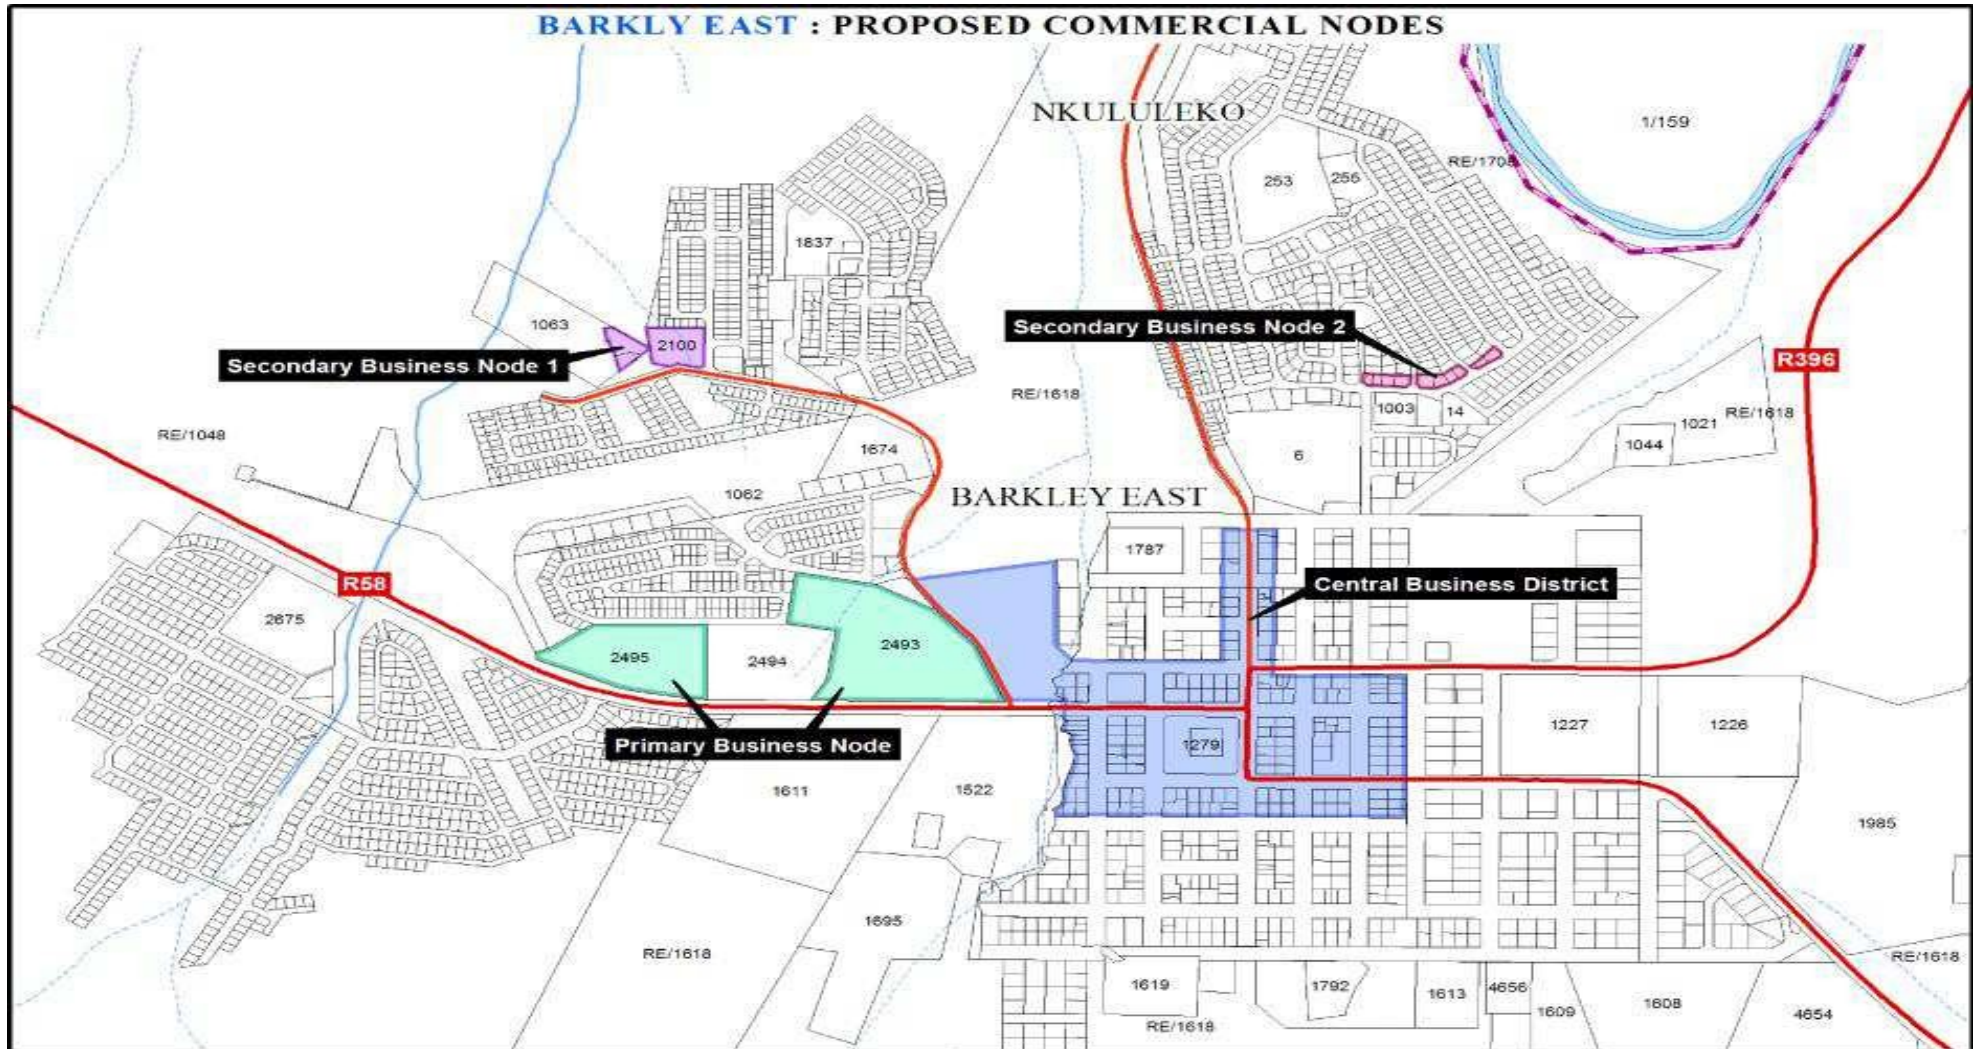 BARKLY EAST : PROPOSED COMMERCIAL NODES
NKULULEKO
1/159
RE/1708
253
256
1837
1063
2100
Secondary Business Node 1
Secondary Business Node 2
R396
RE/1618
1003
14
RE/1618
1021
1044
RE/1048
1674
6
1062
BARKLEY EAST
1787
R58
Central Business District
2675
2495
2494
2493
Primary Business Node
1279
1227
1226
1611
1522
1985
1695
RE/1618
RE/1618
1619
1792
1613
4656
1609
1608
4654
RE/1618